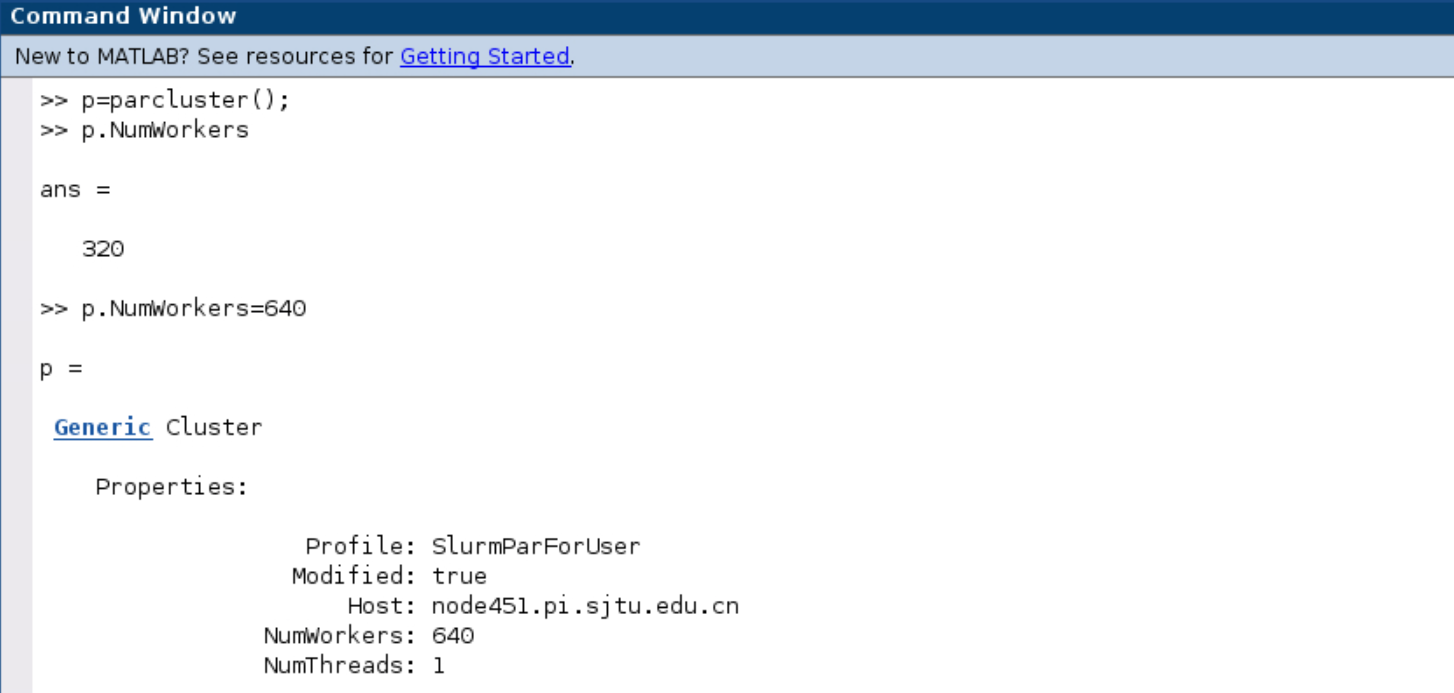 Command Window
New to MATLAB? See resources for Getting Started.
>> p=parcluster();
>> p.NumWorkers
ans =
320
>> p.NumWorkers=640
p =
Generic Cluster
Properties:
Profile: SlurmParForUser
Modified: true
Host: node451.pi.sjtu.edu.cn
NumWorkers: 640
NumThreads: 1